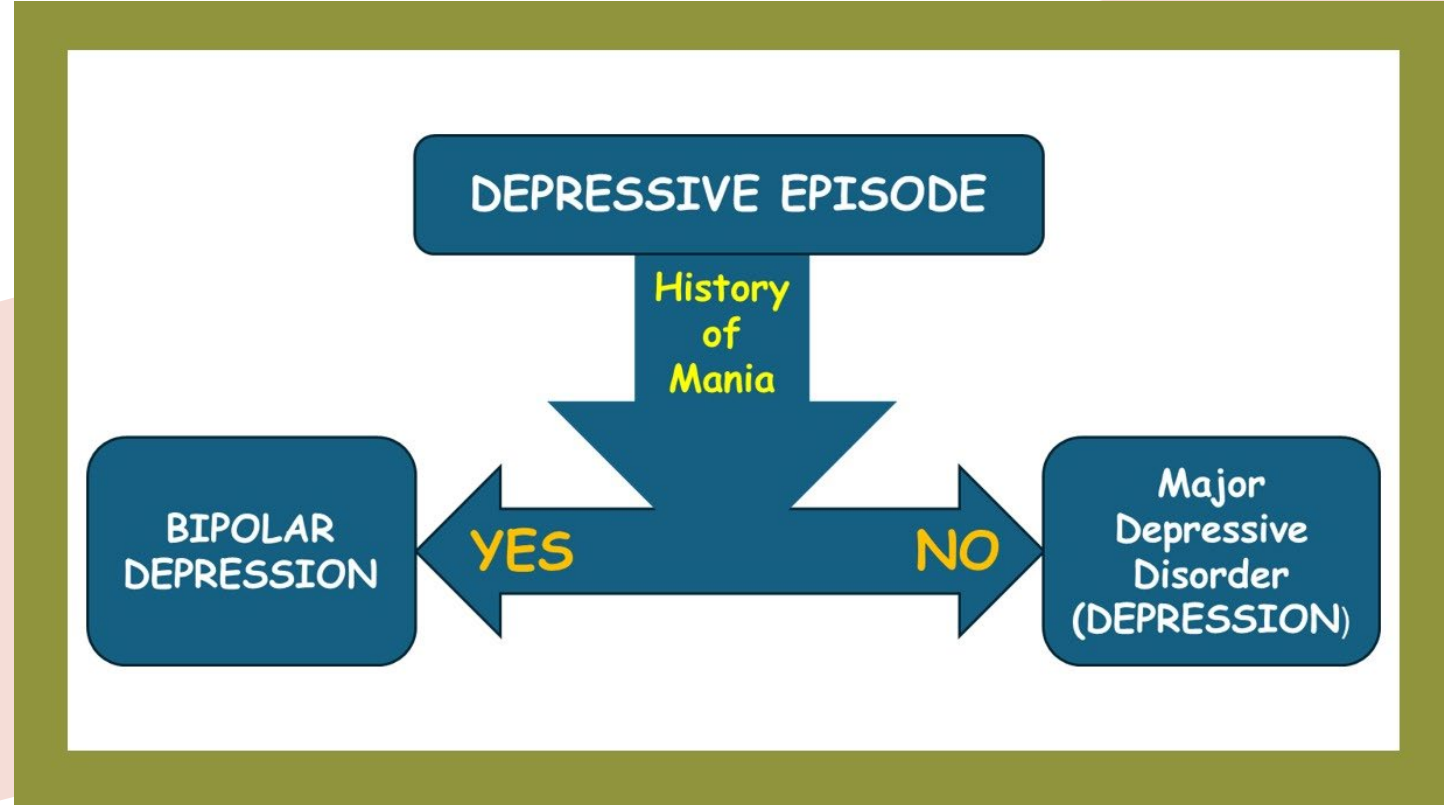 DEPRESSIVE EPISODE
History
of
Mania
BIPOLAR
DEPRESSION
YES
NO
Major
Depressive
Disorder
(DEPRESSION)